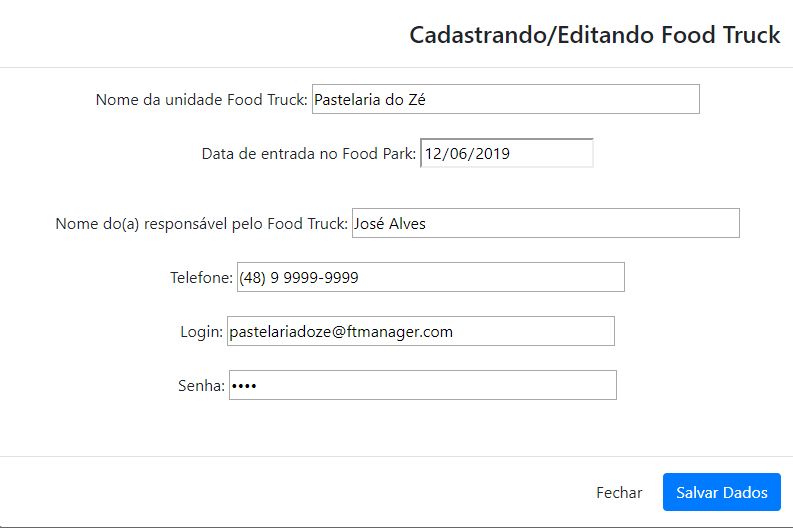 Cadastrando/Editando Food Truck
Nome da unidade Food Truck: Pastelaria do Zé
Data de entrada no Food Park: 12/06/2019
Nome do(a) responsável pelo Food Truck: José Alves
Telefone: (48) 9 9999-9999
Login: pastelariadoze@ftmanager.com
Senha: ••••
Fechar Salvar Dados